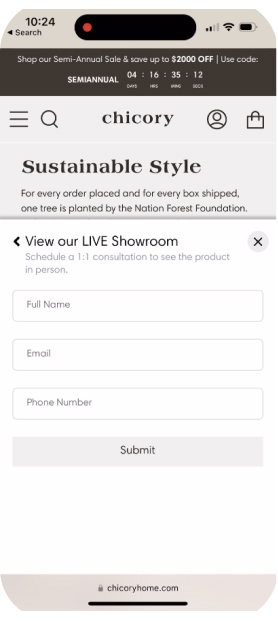 10:24
◀ Search
Shop our Semi-Annual Sale & save up to $2000 OFF | Use code:
SEMIANNUAL 04 : 16 : 35 : 12
DAYS HRS MINS SECS
chicory
Sustainable Style
For every order placed and for every box shipped,
one tree is planted by the Nation Forest Foundation.
View our LIVE Showroom
Schedule a 1:1 consultation to see the product
in person.
Full Name
Email
Phone Number
Submit
chicoryhome.com